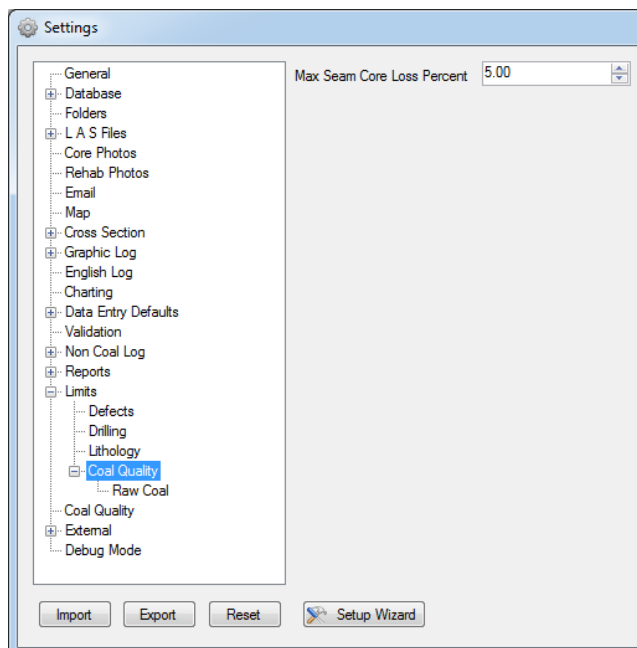 Settings
General
Max Seam Core Loss Percent 5.00
Database
Folders
L A S Files
Core Photos
Rehab Photos
Email
Map
Cross Section
Graphic Log
English Log
Charting
Data Entry Defaults
Validation
Non Coal Log
Reports
Limits
Defects
Drilling
Lithology
Coal Quality
Raw Coal
Coal Quality
External
Debug Mode
Import Export Reset Setup Wizard